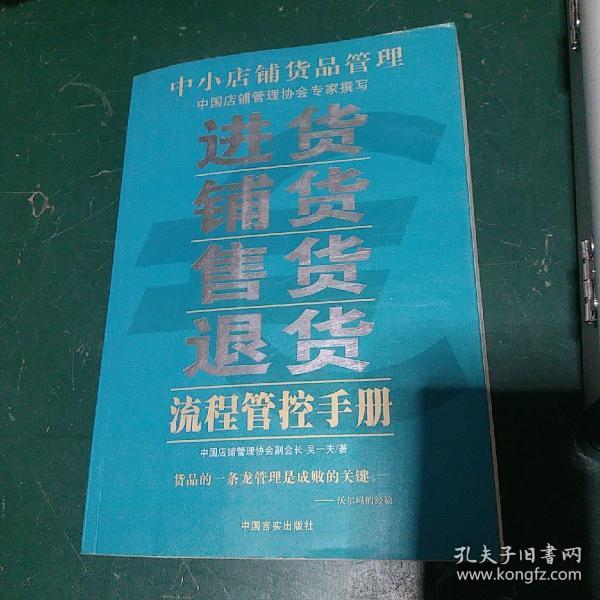 中小店铺货品管理
中国店铺管理协会专家撰写
进货
铺货
售货
退货
流程管控手册
中国店铺管理协会副会长 吴一夫/著
货品的一条龙管理是成败的关键。
——沃尔玛的经验
中国言实出版社
孔夫子旧书网
www.kongfz.com